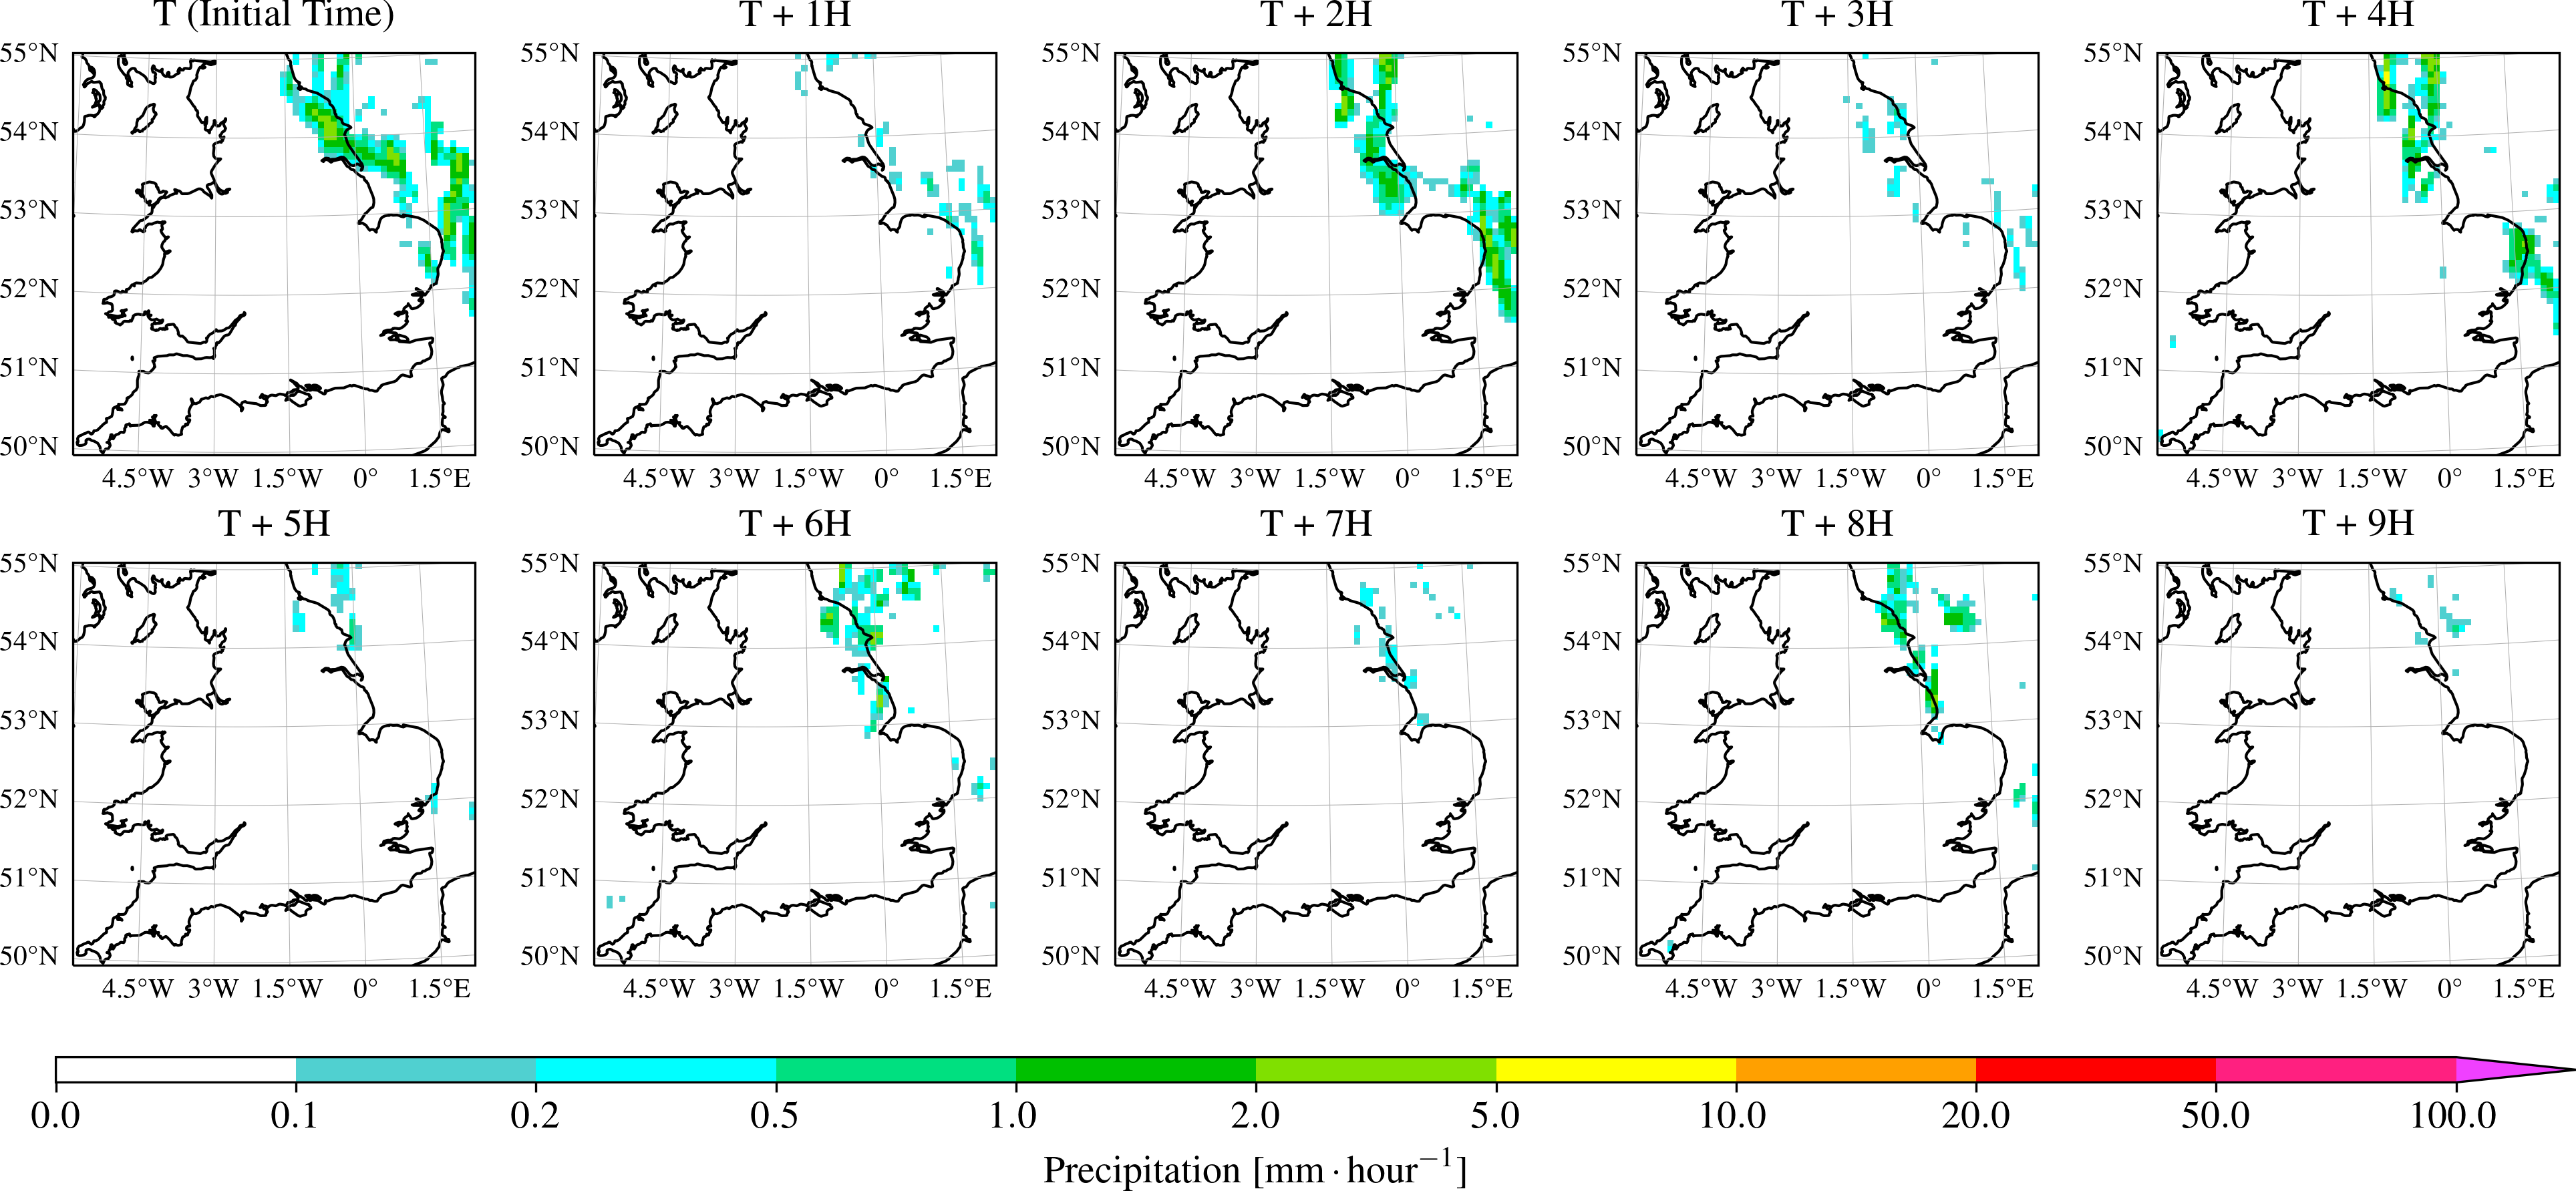 T (Initial Time) T + 1H T + 2H T + 3H T + 4H
55°N 55°N 55°N 55°N 55°N
54°N 54°N 54°N 54°N 54°N
53°N 53°N 53°N 53°N 53°N
52°N 52°N 52°N 52°N 52°N
51°N 51°N 51°N 51°N 51°N
50°N 50°N 50°N 50°N 50°N
4.5°W 3°W 1.5°W 0° 1.5°E 4.5°W 3°W 1.5°W 0° 1.5°E 4.5°W 3°W 1.5°W 0° 1.5°E 4.5°W 3°W 1.5°W 0° 1.5°E 4.5°W 3°W 1.5°W 0° 1.5°E
T + 5H T + 6H T + 7H T + 8H T + 9H
55°N 55°N 55°N 55°N 55°N
54°N 54°N 54°N 54°N 54°N
53°N 53°N 53°N 53°N 53°N
52°N 52°N 52°N 52°N 52°N
51°N 51°N 51°N 51°N 51°N
50°N 50°N 50°N 50°N 50°N
4.5°W 3°W 1.5°W 0° 1.5°E 4.5°W 3°W 1.5°W 0° 1.5°E 4.5°W 3°W 1.5°W 0° 1.5°E 4.5°W 3°W 1.5°W 0° 1.5°E 4.5°W 3°W 1.5°W 0° 1.5°E
0.0 0.1 0.2 0.5 1.0 2.0 5.0 10.0 20.0 50.0 100.0
Precipitation [mm · hour⁻¹]